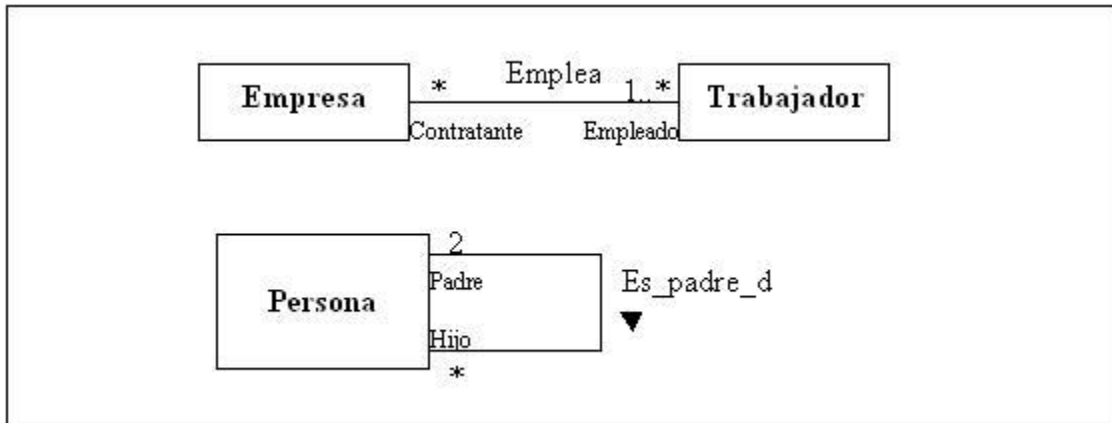 Emplea
Empresa
*
1..*
Trabajador
Contratante
Empleado
2
Padre
Es_padre_d
Persona
Hijo
*